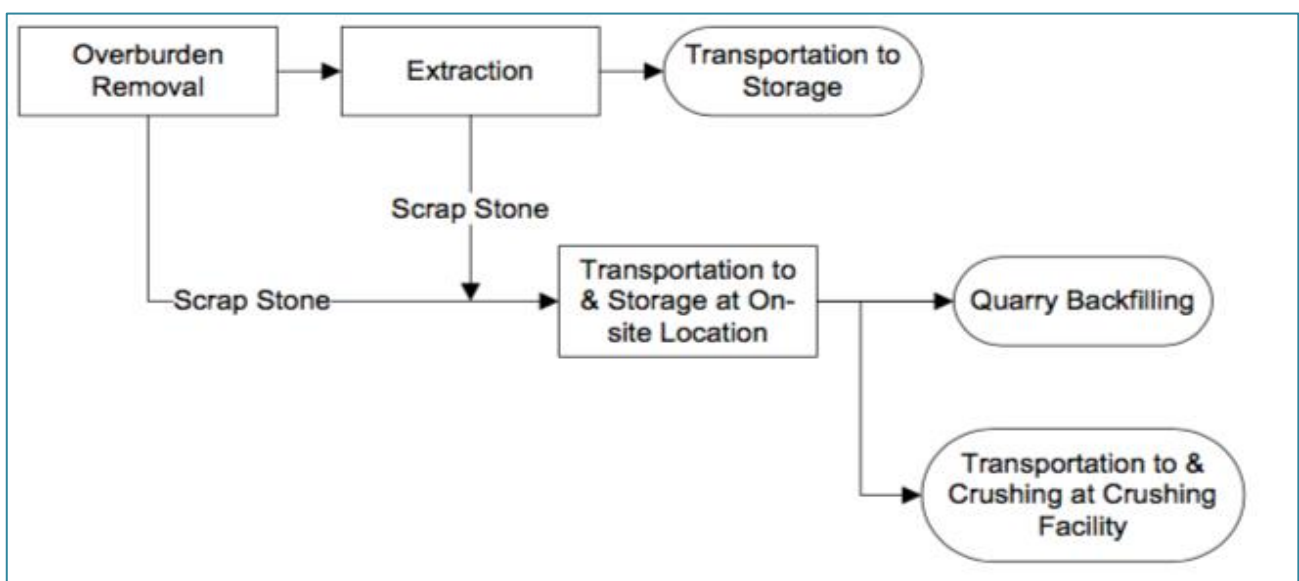 Overburden
Removal
Extraction
Transportation to
Storage
Scrap Stone
Scrap Stone
Transportation to
& Storage at On-
site Location
Quarry Backfilling
Transportation to &
Crushing at Crushing
Facility